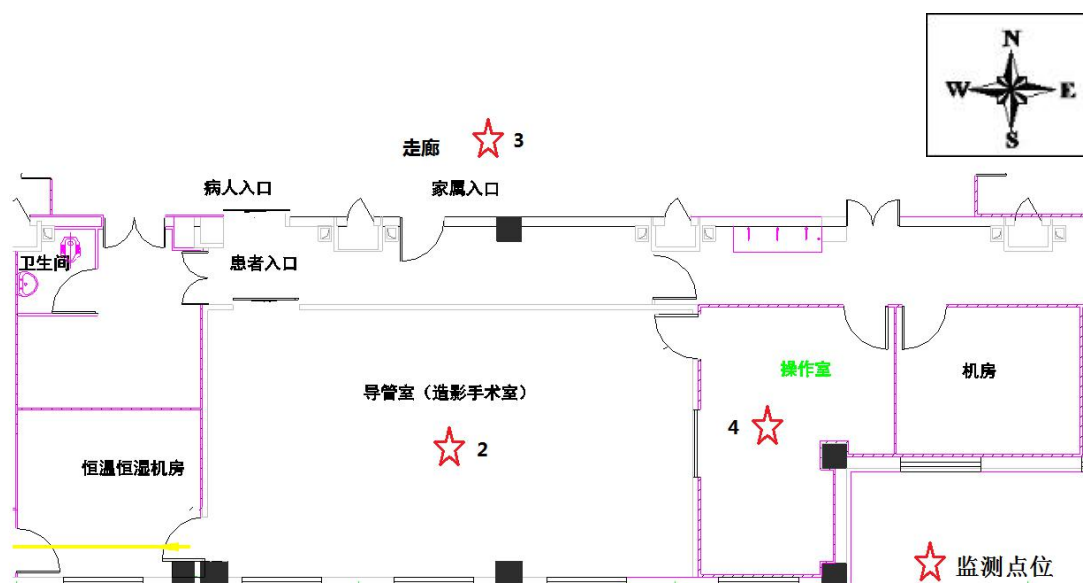 N
W E
S
走廊
3
病人入口
家属入口
卫生间
患者入口
操作室
机房
导管室（造影手术室）
4
2
恒温恒湿机房
监测点位